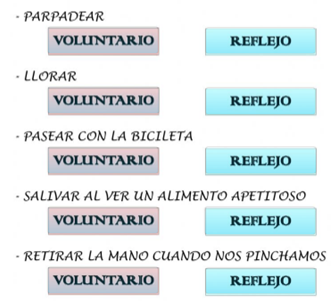 - PARPADEAR
VOLUNTARIO REFLEJO
- LLORAR
VOLUNTARIO REFLEJO
- PASEAR CON LA BICILETA
VOLUNTARIO REFLEJO
- SALIVAR AL VER UN ALIMENTO APETITOSO
VOLUNTARIO REFLEJO
- RETIRAR LA MANO CUANDO NOS PINCHAMOS
VOLUNTARIO REFLEJO